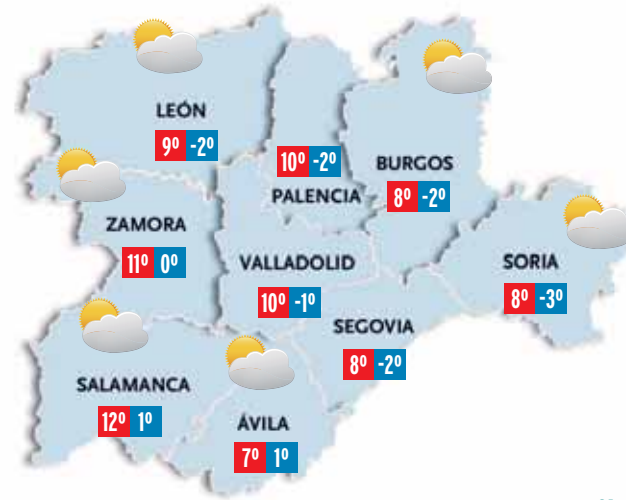 LEÓN
9º -2º
10º -2º
PALENCIA
BURGOS
8º -2º
ZAMORA
11º 0º
VALLADOLID
10º -1º
SORIA
8º -3º
SEGOVIA
8º -2º
SALAMANCA
12º 1º
ÁVILA
7º 1º